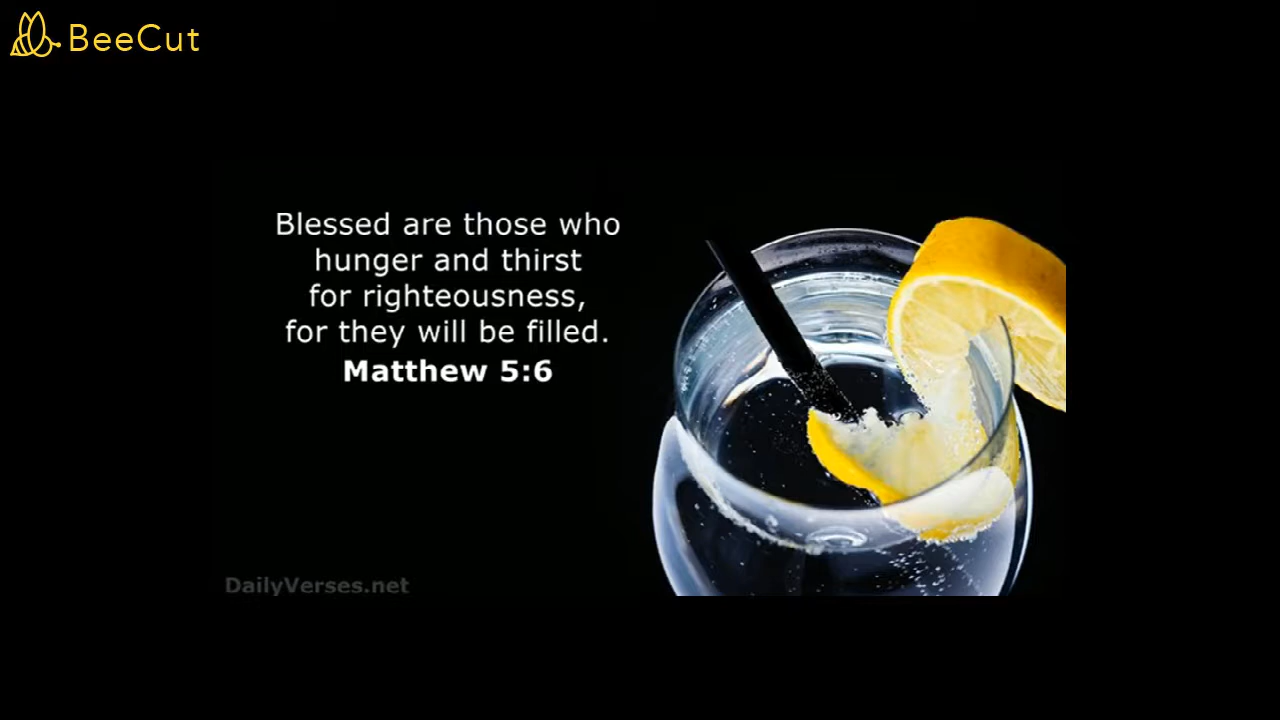 BeeCut
Blessed are those who
hunger and thirst
for righteousness,
for they will be filled.
Matthew 5:6
DailyVerses.net